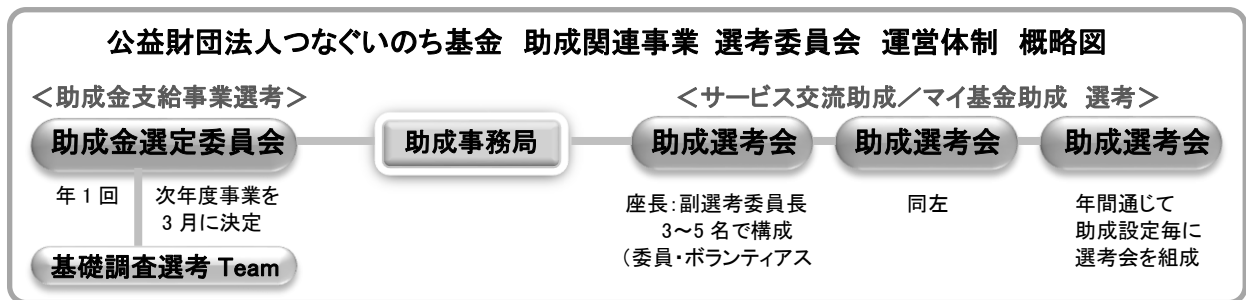 公益財団法人つなぐいのち基金 助成関連事業 選考委員会 運営体制 概略図
＜助成金支給事業選考＞
＜サービス交流助成／マイ基金助成 選考＞
助成金選定委員会
助成事務局
助成選考会
助成選考会
助成選考会
年１回
次年度事業を
３月に決定
基礎調査選考 Team
座長：副選考委員長
3～5 名で構成
（委員・ボランティアス
同左
年間通じて
助成設定毎に
選考会を組成